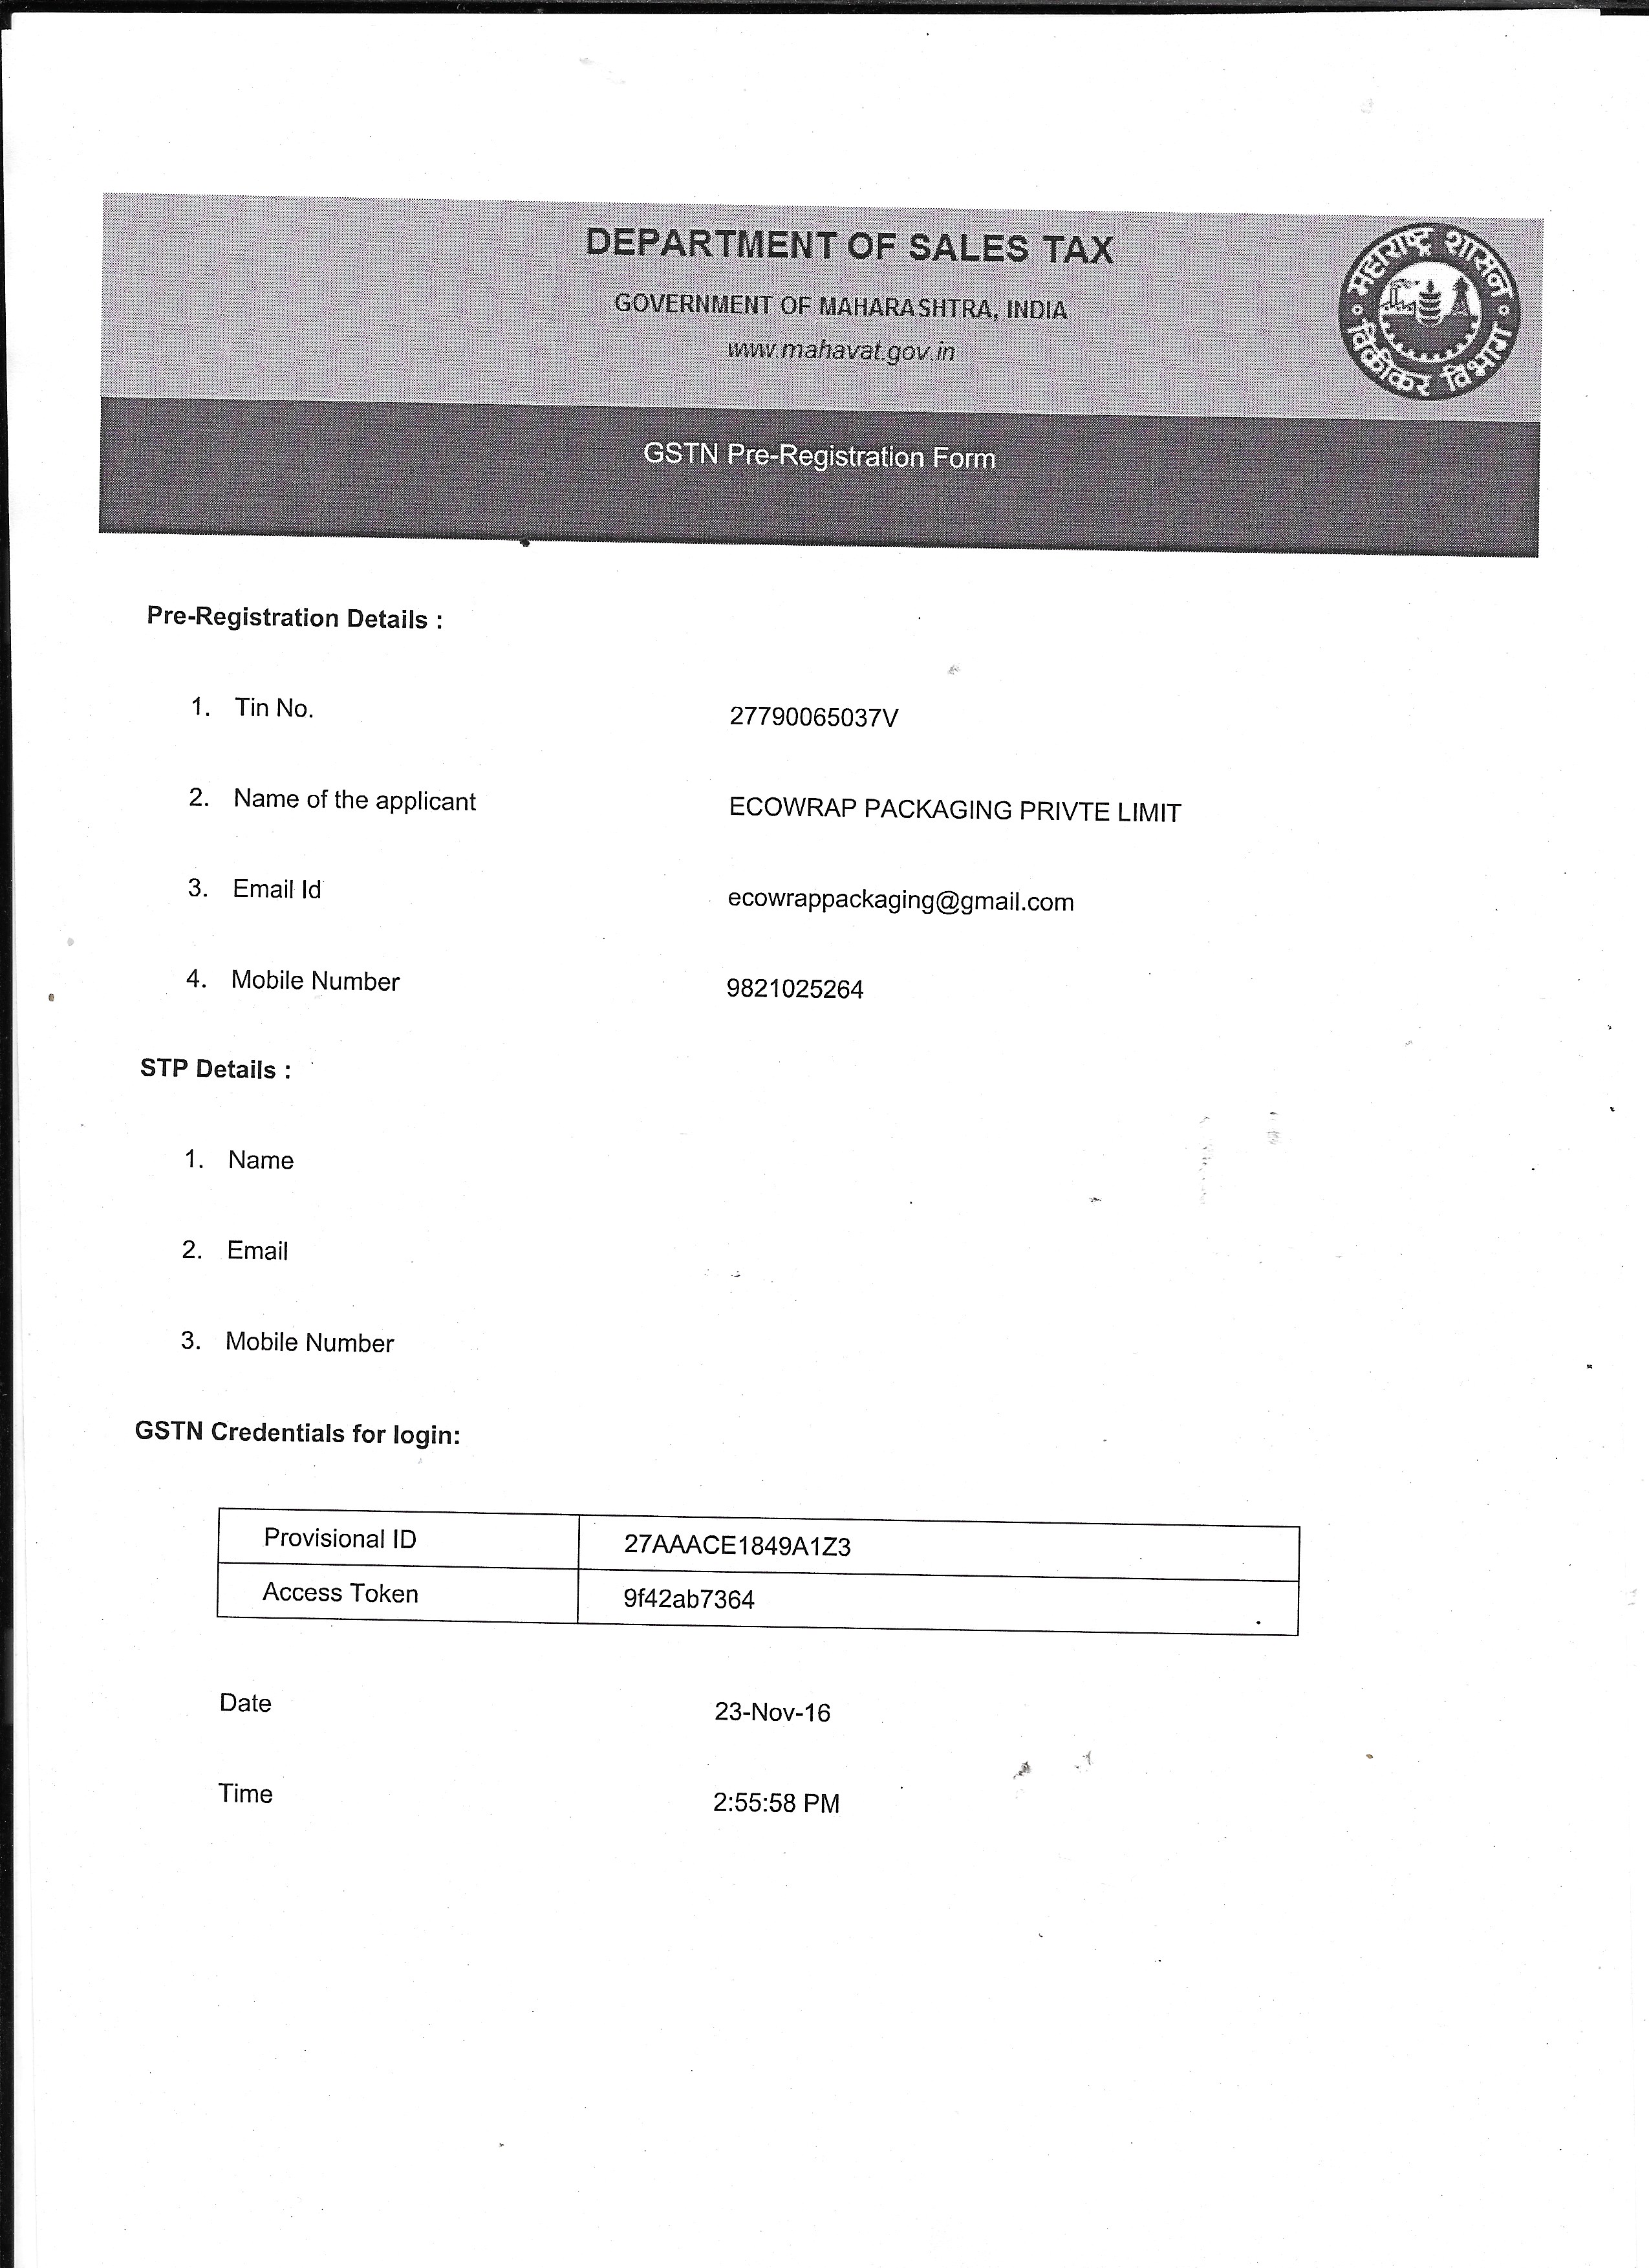 DEPARTMENT OF SALES TAX
GOVERNMENT OF MAHARASHTRA, INDIA
www.mahavat.gov.in
महाराष्ट्र शासन
विक्रीकर विभाग
GSTN Pre-Registration Form
Pre-Registration Details :
1. Tin No. 27790065037V
2. Name of the applicant ECOWRAP PACKAGING PRIVTE LIMIT
3. Email Id ecowrappackaging@gmail.com
4. Mobile Number 9821025264
STP Details :
1. Name
2. Email
3. Mobile Number
GSTN Credentials for login:
Provisional ID 27AAACE1849A1Z3
Access Token 9f42ab7364
Date 23-Nov-16
Time 2:55:58 PM